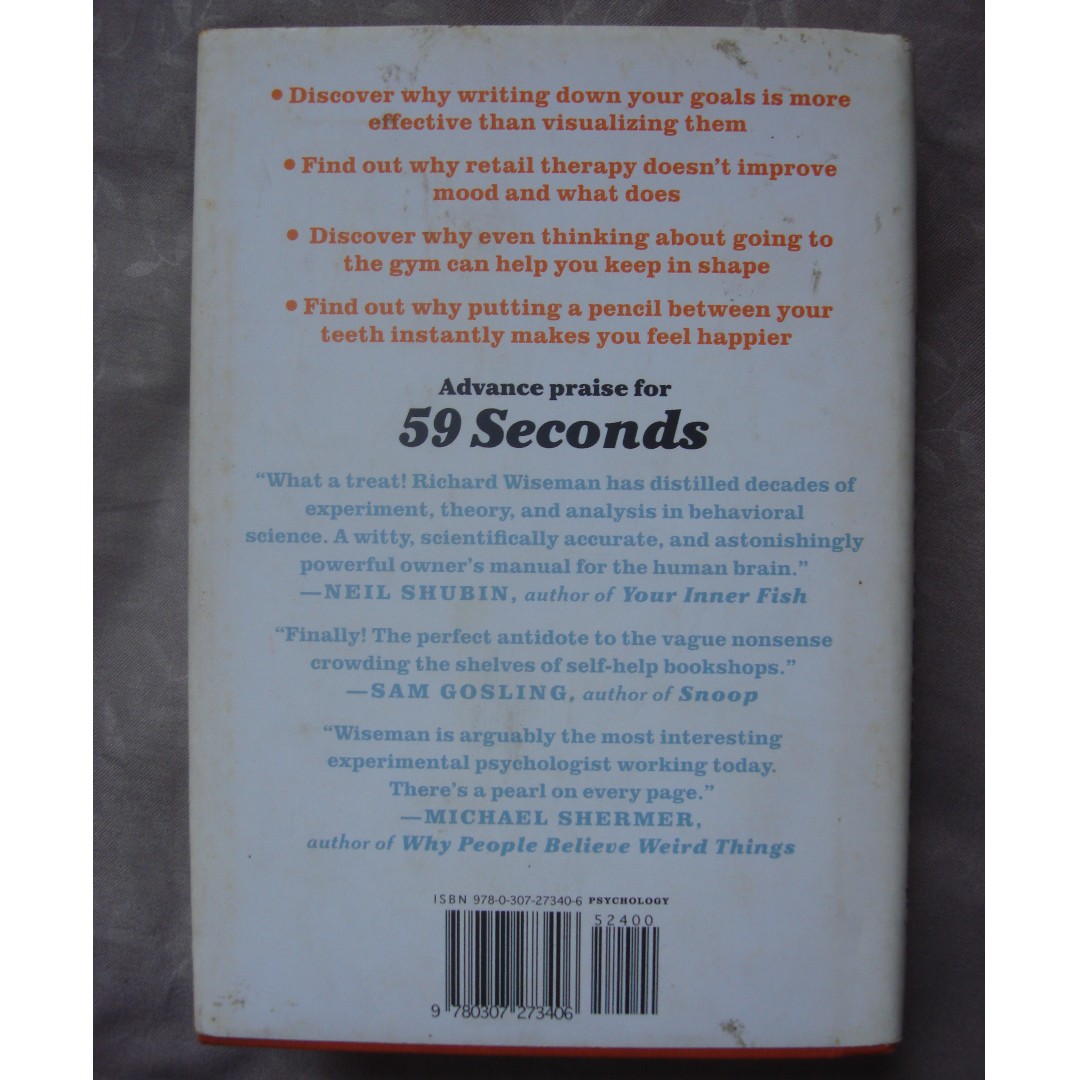 • Discover why writing down your goals is more
effective than visualizing them
• Find out why retail therapy doesn't improve
mood and what does
• Discover why even thinking about going to
the gym can help you keep in shape
• Find out why putting a pencil between your
teeth instantly makes you feel happier
Advance praise for
59 Seconds
“What a treat! Richard Wiseman has distilled decades of
experiment, theory, and analysis in behavioral
science. A witty, scientifically accurate, and astonishingly
powerful owner's manual for the human brain.”
—NEIL SHUBIN, author of Your Inner Fish
“Finally! The perfect antidote to the vague nonsense
crowding the shelves of self-help bookshops.”
—SAM GOSLING, author of Snoop
“Wiseman is arguably the most interesting
experimental psychologist working today.
There's a pearl on every page.”
—MICHAEL SHERMER,
author of Why People Believe Weird Things
ISBN 978-0-307-27340-6 PSYCHOLOGY
52400
9 780307 273406